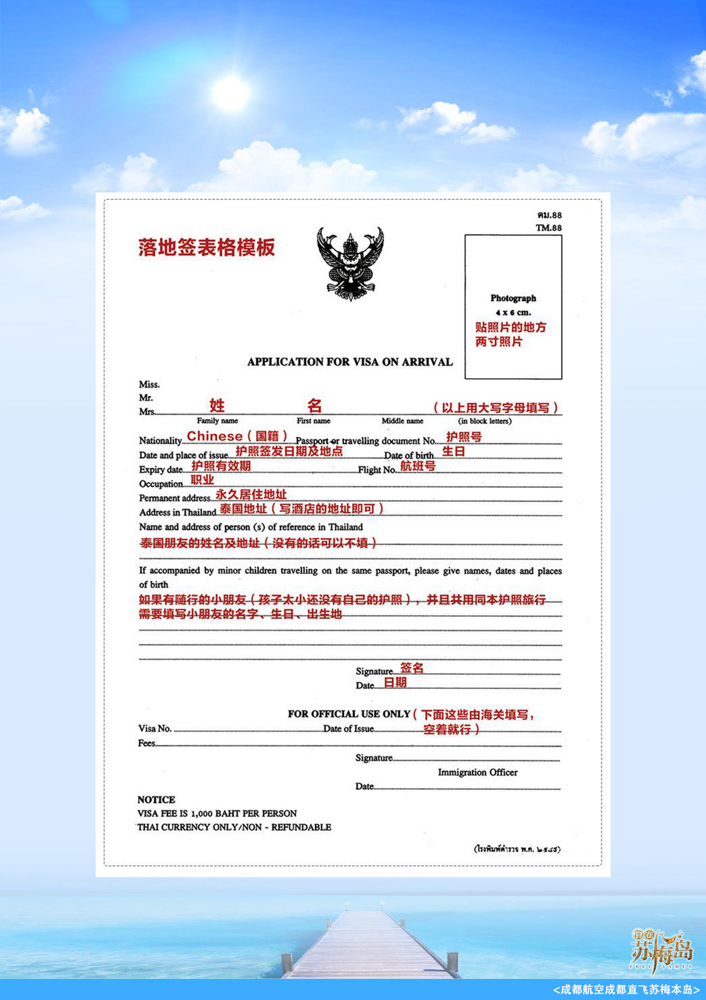 ตม.88
TM.88
落地签表格模板
Photograph
4 x 6 cm.
贴照片的地方
两寸照片
APPLICATION FOR VISA ON ARRIVAL
Miss.
Mr.
Mrs. 姓 名 （以上用大写字母填写）
Family name First name Middle name (in block letters)
Nationality Chinese（国籍） Passport or travelling document No. 护照号
Date and place of issue 护照签发日期及地点 Date of birth 生日
Expiry date 护照有效期 Flight No. 航班号
Occupation 职业
Permanent address 永久居住地址
Address in Thailand 泰国地址（写酒店的地址即可）
Name and address of person (s) of reference in Thailand
泰国朋友的姓名及地址（没有的话可以不填）
If accompanied by minor children travelling on the same passport, please give names, dates and places
of birth
如果有随行的小朋友（孩子太小还没有自己的护照），并且共用同本护照旅行
需要填写小朋友的名字、生日、出生地
Signature 签名
Date 日期
FOR OFFICIAL USE ONLY（下面这些由海关填写，
Visa No. Date of Issue 空着就行）
Fees
Signature
Immigration Officer
Date
NOTICE
VISA FEE IS 1,000 BAHT PER PERSON
THAI CURRENCY ONLY/NON - REFUNDABLE
(โรงพิมพ์ตำรวจ พ.ค. ๒๕๔๕)
自在
苏梅岛
FREE SAMUI
<成都航空成都直飞苏梅本岛>